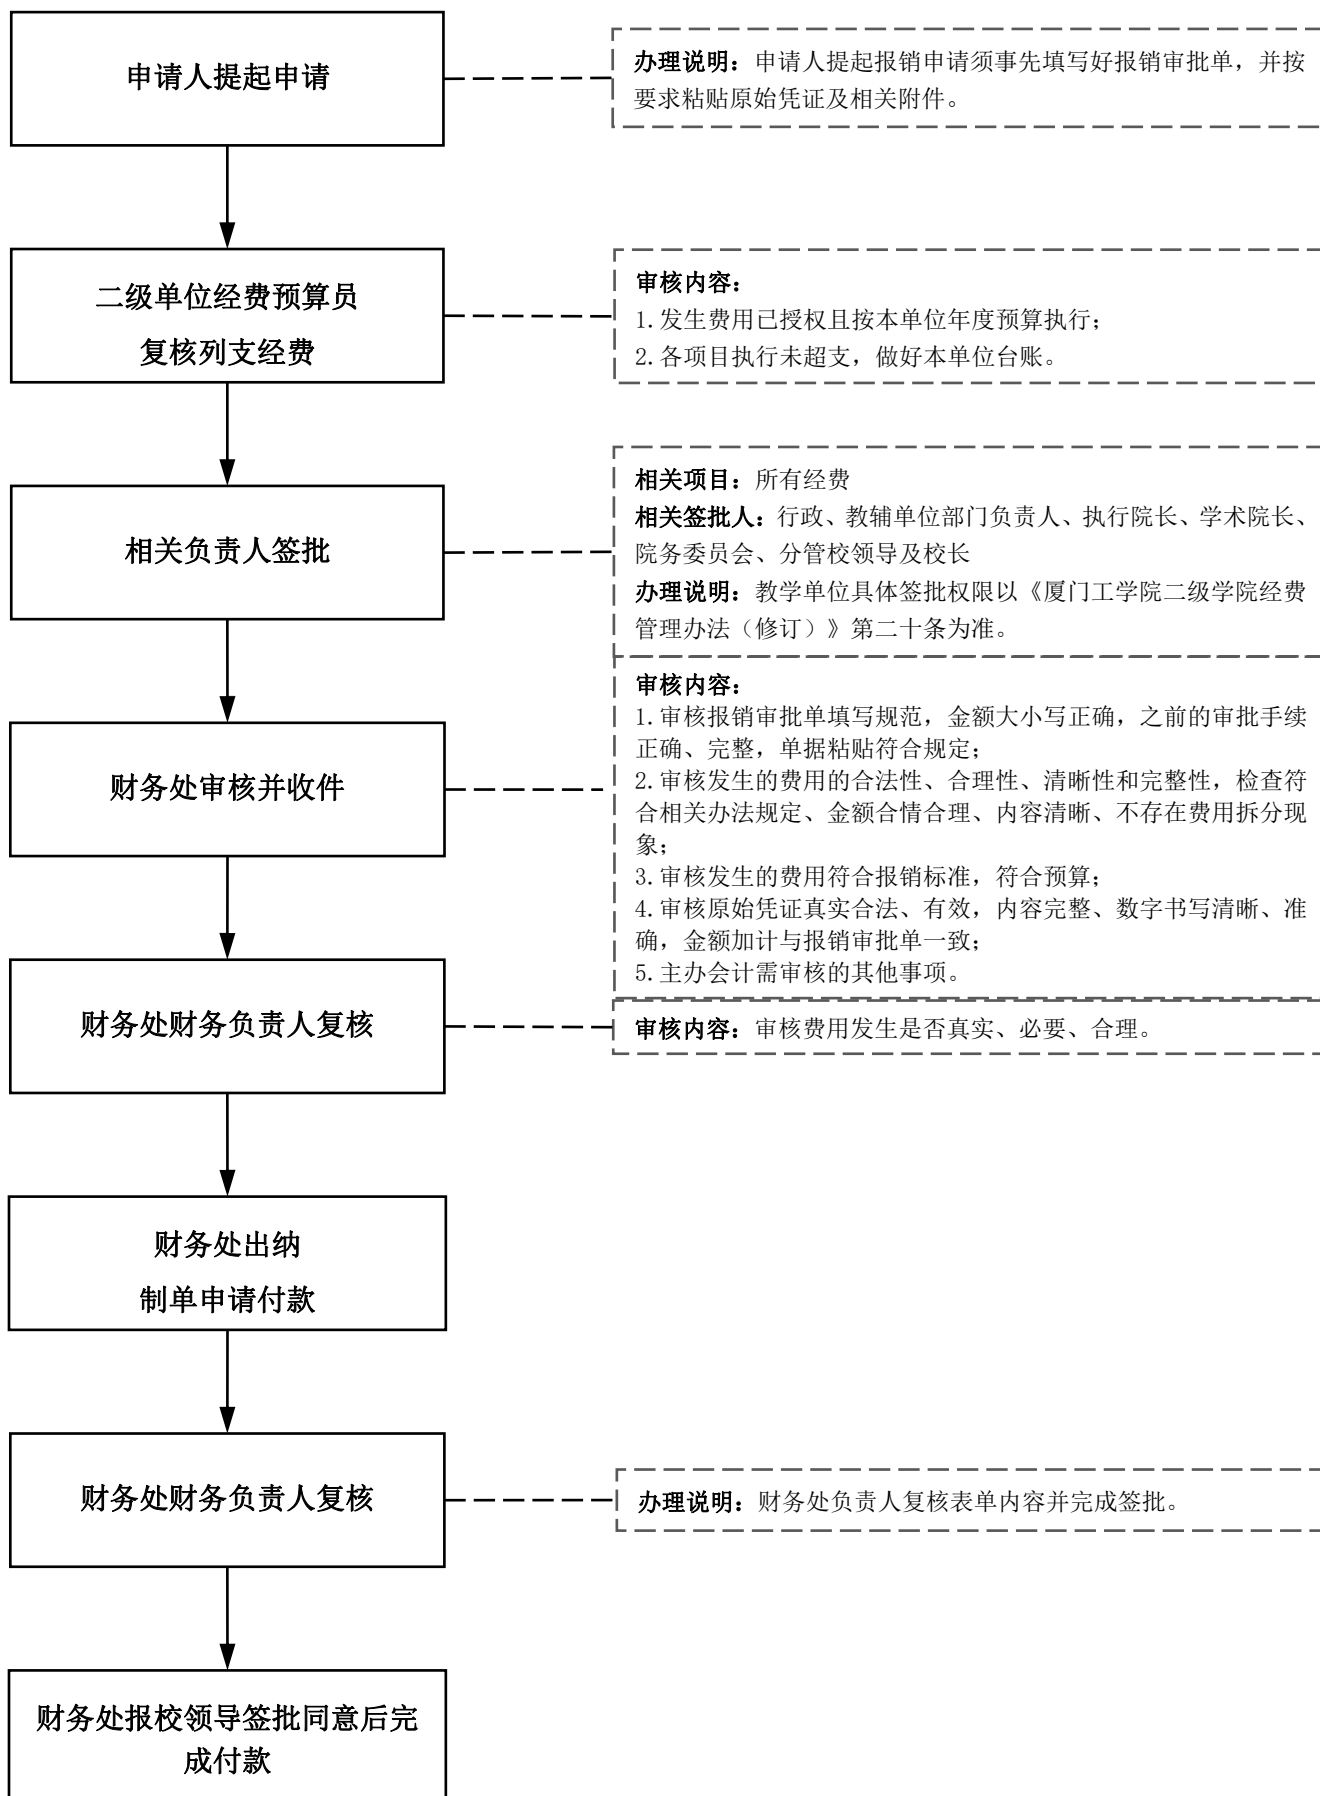 申请人提起申请
办理说明：申请人提起报销申请须事先填写好报销审批单，并按
要求粘贴原始凭证及相关附件。
二级单位经费预算员
复核列支经费
审核内容：
1.发生费用已授权且按本单位年度预算执行；
2.各项目执行未超支，做好本单位台账。
相关负责人签批
相关项目：所有经费
相关签批人：行政、教辅单位部门负责人、执行院长、学术院长、
院务委员会、分管校领导及校长
办理说明：教学单位具体签批权限以《厦门工学院二级学院经费
管理办法（修订）》第二十条为准。
财务处审核并收件
审核内容：
1.审核报销审批单填写规范，金额大小写正确，之前的审批手续
正确、完整，单据粘贴符合规定；
2.审核发生的费用的合法性、合理性、清晰性和完整性，检查符
合相关办法规定、金额合情合理、内容清晰、不存在费用拆分现
象；
3.审核发生的费用符合报销标准，符合预算；
4.审核原始凭证真实合法、有效，内容完整、数字书写清晰、准
确，金额加计与报销审批单一致；
5.主办会计需审核的其他事项。
财务处财务负责人复核
审核内容：审核费用发生是否真实、必要、合理。
财务处出纳
制单申请付款
财务处财务负责人复核
办理说明：财务处负责人复核表单内容并完成签批。
财务处报校领导签批同意后完
成付款